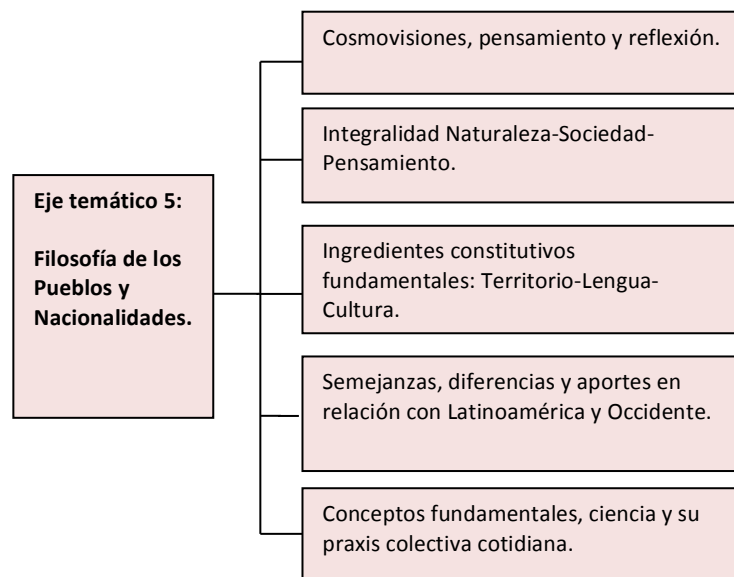 Eje temático 5:
Filosofía de los
Pueblos y
Nacionalidades.
Cosmovisiones, pensamiento y reflexión.
Integralidad Naturaleza-Sociedad-
Pensamiento.
Ingredientes constitutivos
fundamentales: Territorio-Lengua-
Cultura.
Semejanzas, diferencias y aportes en
relación con Latinoamérica y Occidente.
Conceptos fundamentales, ciencia y su
praxis colectiva cotidiana.